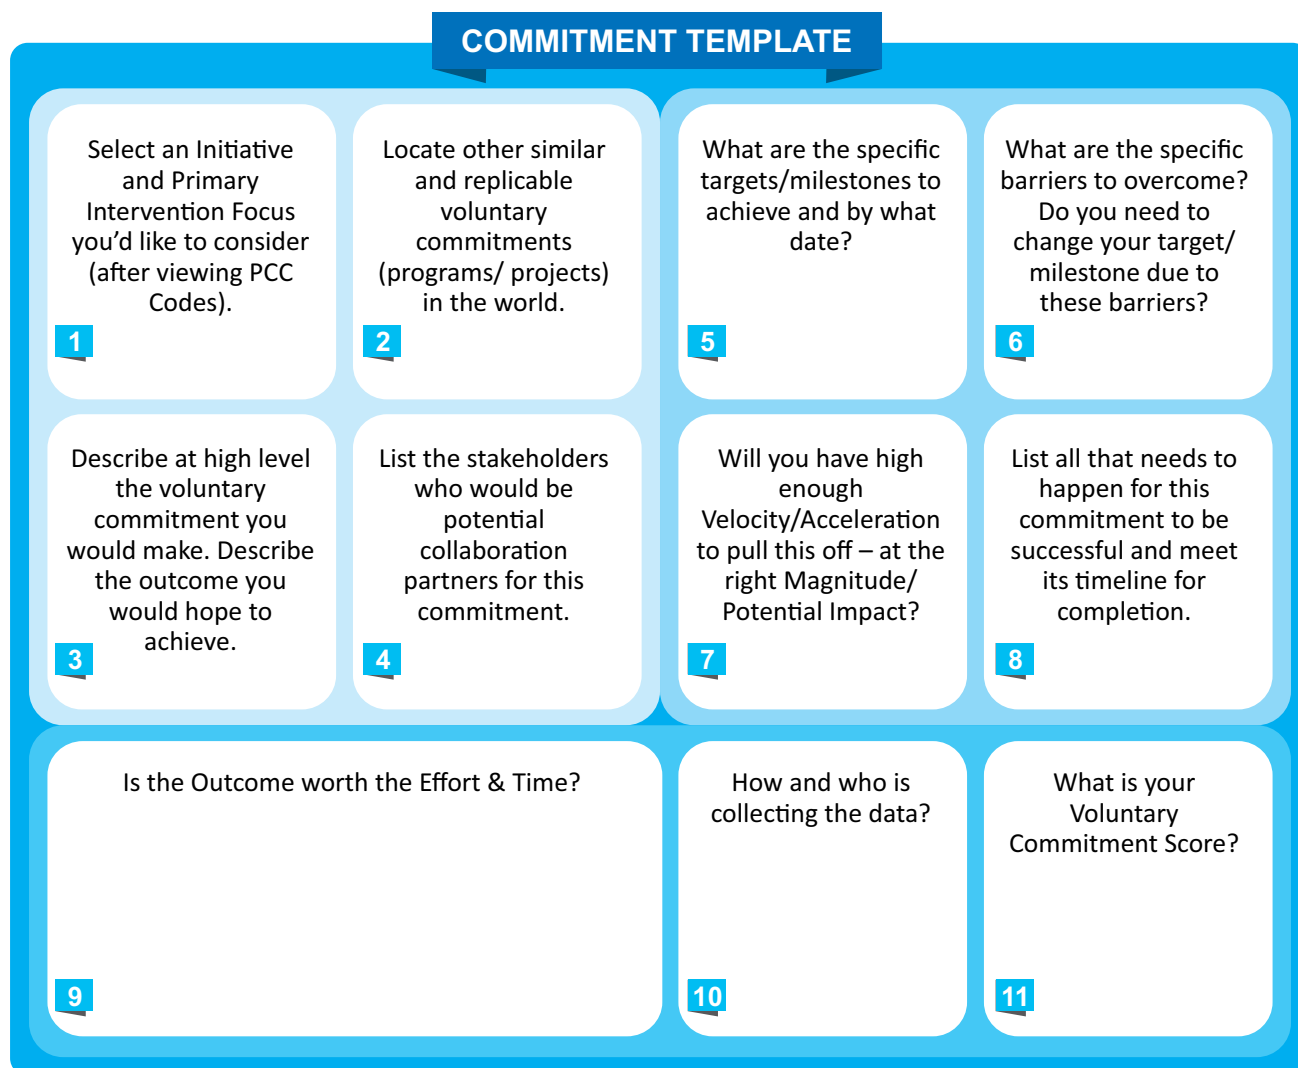 COMMITMENT TEMPLATE
Select an Initiative
and Primary
Intervention Focus
you’d like to consider
(after viewing PCC
Codes).
1
Locate other similar
and replicable
voluntary
commitments
(programs/ projects)
in the world.
2
Describe at high level
the voluntary
commitment you
would make. Describe
the outcome you
would hope to
achieve.
3
List the stakeholders
who would be
potential
collaboration
partners for this
commitment.
4
What are the specific
targets/milestones to
achieve and by what
date?
5
What are the specific
barriers to overcome?
Do you need to
change your target/
milestone due to
these barriers?
6
Will you have high
enough
Velocity/Acceleration
to pull this off – at the
right Magnitude/
Potential Impact?
7
List all that needs to
happen for this
commitment to be
successful and meet
its timeline for
completion.
8
Is the Outcome worth the Effort & Time?
9
How and who is
collecting the data?
10
What is your
Voluntary
Commitment Score?
11